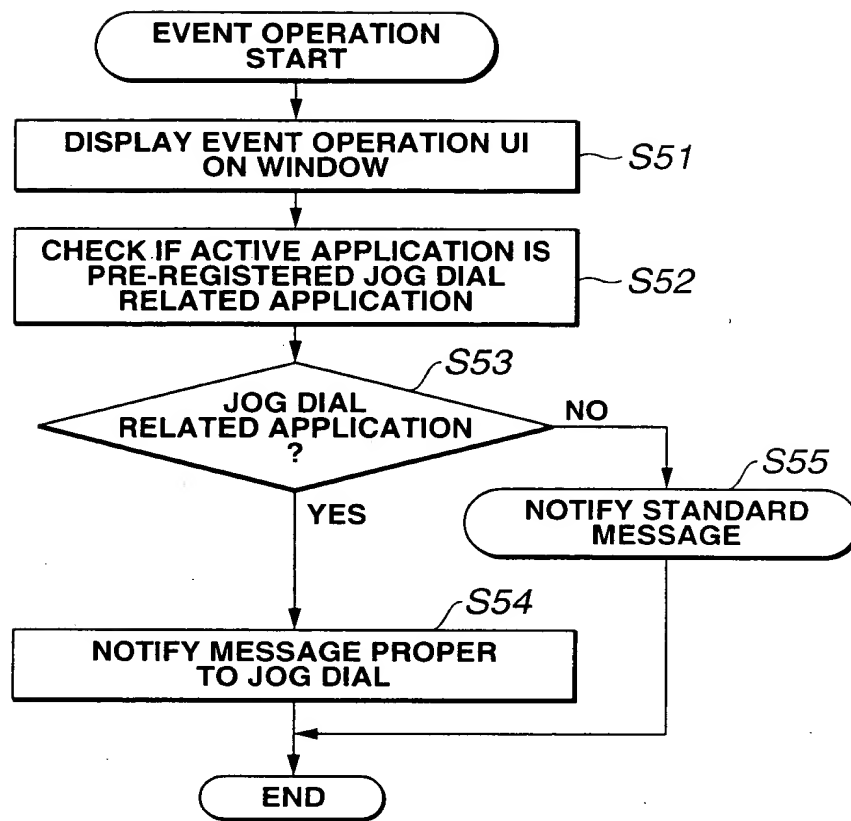 EVENT OPERATION
START
DISPLAY EVENT OPERATION UI
ON WINDOW
S51
CHECK IF ACTIVE APPLICATION IS
PRE-REGISTERED JOG DIAL
RELATED APPLICATION
S52
S53
JOG DIAL
RELATED APPLICATION
?
NO
YES
S55
NOTIFY STANDARD
MESSAGE
S54
NOTIFY MESSAGE PROPER
TO JOG DIAL
END